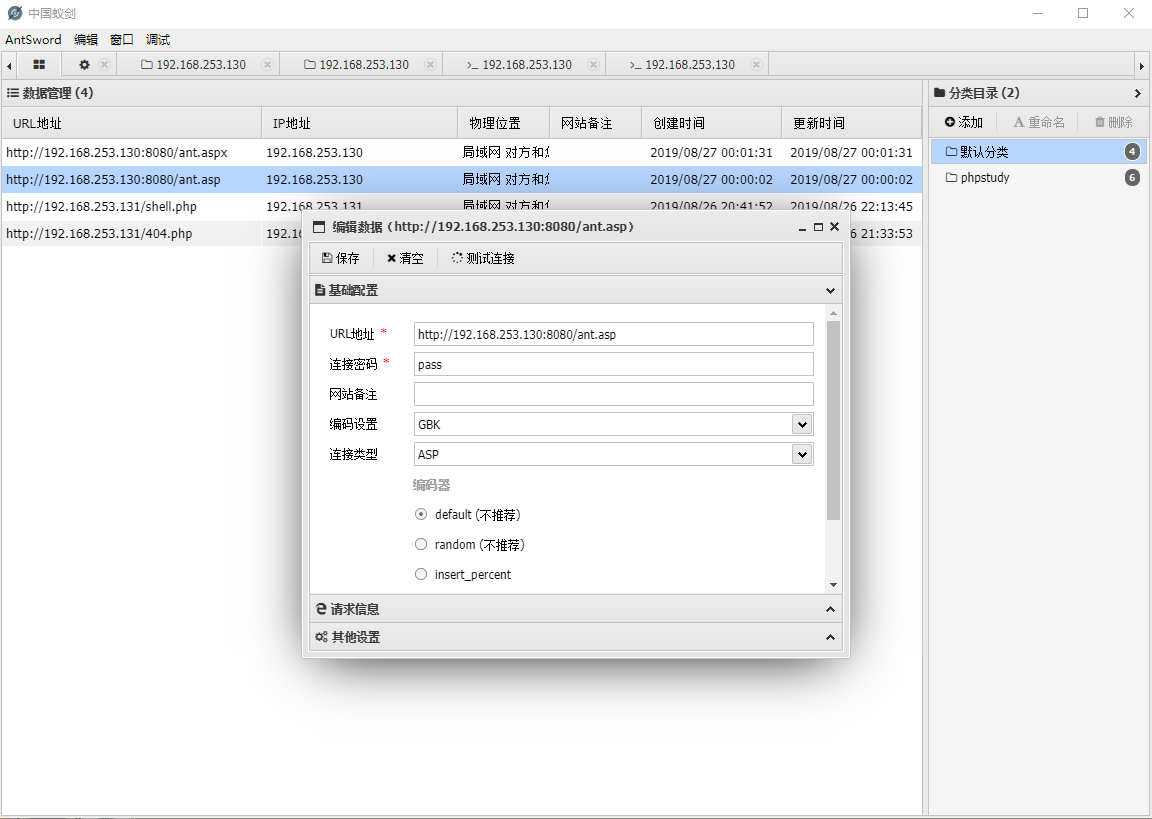 中国蚁剑
AntSword 编辑 窗口 调试
192.168.253.130 192.168.253.130 >_ 192.168.253.130 >_ 192.168.253.130
数据管理 (4)
URL地址 IP地址 物理位置 网站备注 创建时间 更新时间
http://192.168.253.130:8080/ant.aspx 192.168.253.130 局域网 对方和 2019/08/27 00:01:31 2019/08/27 00:01:31
http://192.168.253.130:8080/ant.asp 192.168.253.130 局域网 对方和 2019/08/27 00:00:02 2019/08/27 00:00:02
http://192.168.253.131/shell.php 192.168.253.131 局域网 对方和 2019/08/26 20:41:52 2019/08/26 22:13:45
http://192.168.253.131/404.php 192.1 6 21:33:53
分类目录 (2)
添加 A 重命名 删除
默认分类 4
phpstudy 6
编辑数据 (http://192.168.253.130:8080/ant.asp)
保存 清空 测试连接
基础配置
URL地址 * http://192.168.253.130:8080/ant.asp
连接密码 * pass
网站备注
编码设置 GBK
连接类型 ASP
编码器
default (不推荐)
random (不推荐)
insert_percent
请求信息
其他设置